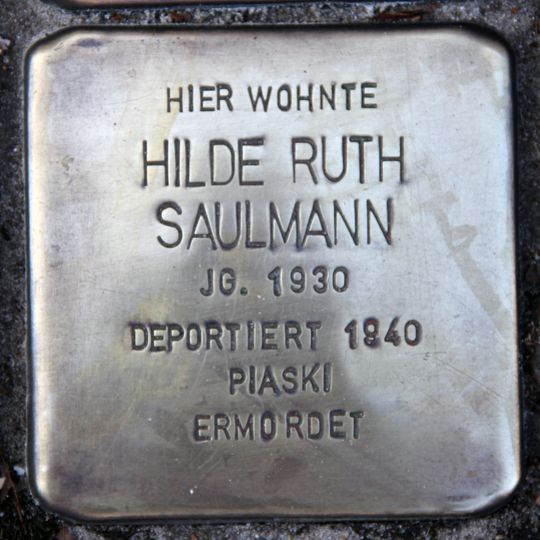 HIER WOHNTE
HILDE RUTH
SAULMANN
JG. 1930
DEPORTIERT 1940
PIASKI
ERMORDET